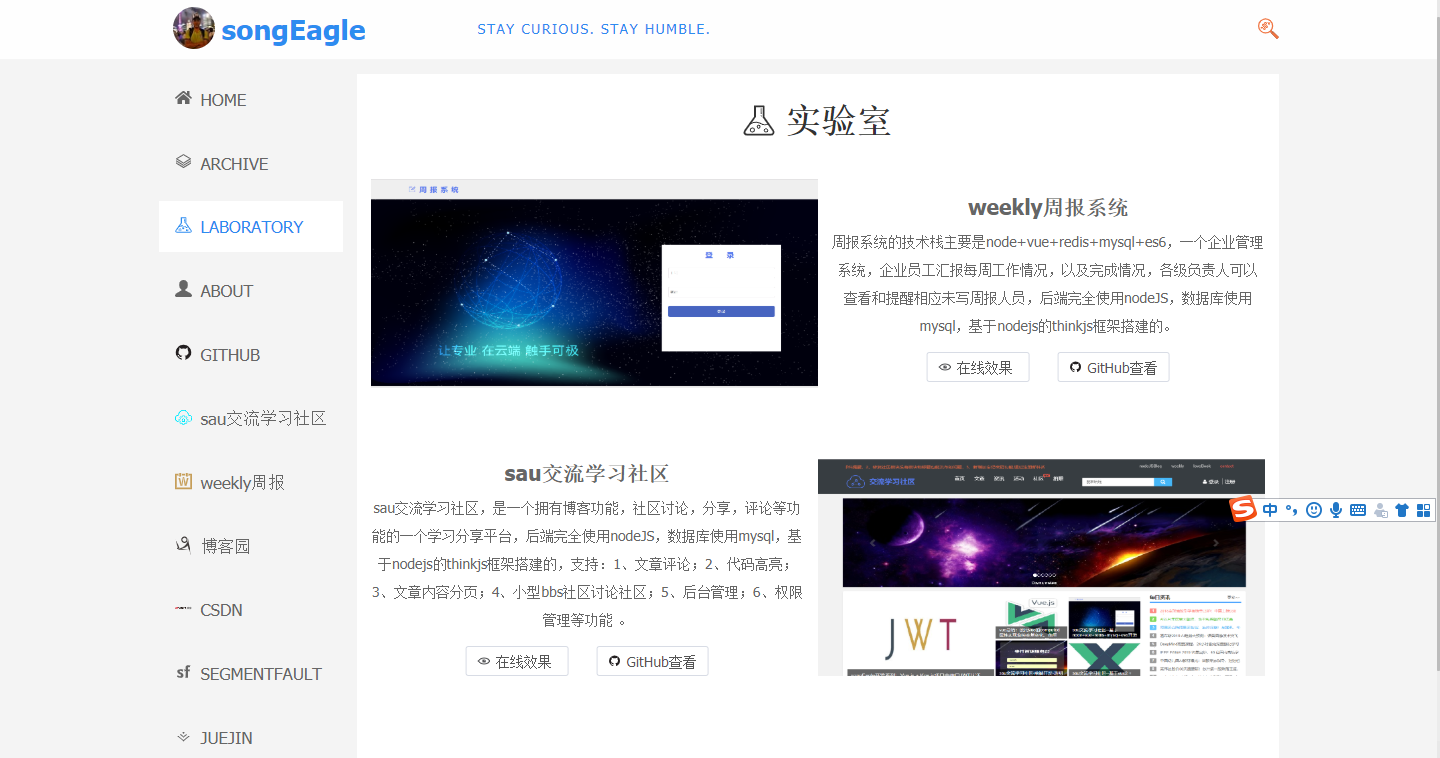 songEagle
STAY CURIOUS. STAY HUMBLE.
HOME
ARCHIVE
LABORATORY
ABOUT
GITHUB
sau交流学习社区
weekly周报
博客园
CSDN
sf SEGMENTFAULT
JUEJIN
实验室
周报系统
登 录
让专业 在云端 触手可极
weekly周报系统
周报系统的技术栈主要是node+vue+redis+mysql+es6，一个企业管理
系统，企业员工汇报每周工作情况，以及完成情况，各级负责人可以
查看和提醒相应未写周报人员，后端完全使用nodeJS，数据库使用
mysql，基于nodejs的thinkjs框架搭建的。
在线效果
GitHub查看
sau交流学习社区
sau交流学习社区，是一个拥有博客功能，社区讨论，分享，评论等功
能的一个学习分享平台，后端完全使用nodeJS，数据库使用mysql，基
于nodejs的thinkjs框架搭建的，支持：1、文章评论；2、代码高亮；
3、文章内容分页；4、小型bbs社区讨论社区；5、后台管理；6、权限
管理等功能 。
在线效果
GitHub查看
交流学习社区
首页 文章
Vue.js
JWT
S 中